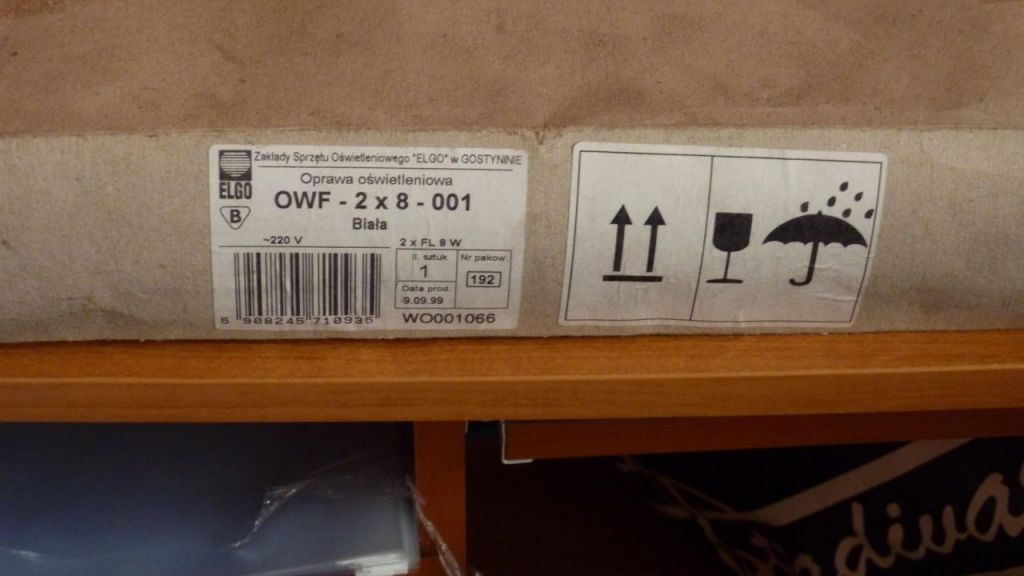 Zakłady Sprzętu Oświetleniowego "ELGO" w GOSTYNINIE
ELGO
B
Oprawa oświetleniowa
OWF - 2 x 8 - 001
Biała
~220 V
2 x FL 8 W
Il. sztuk
1
Nr pakow.
192
Data prod.
9.09.99
5 908245 710935
WO001066